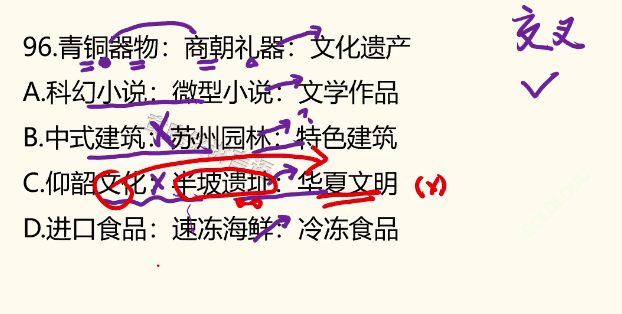 交叉
96.青铜器物：商朝礼器：文化遗产
A.科幻小说：微型小说：文学作品
B.中式建筑：苏州园林：特色建筑
C.仰韶文化：半坡遗址：华夏文明
D.进口食品：速冻海鲜：冷冻食品